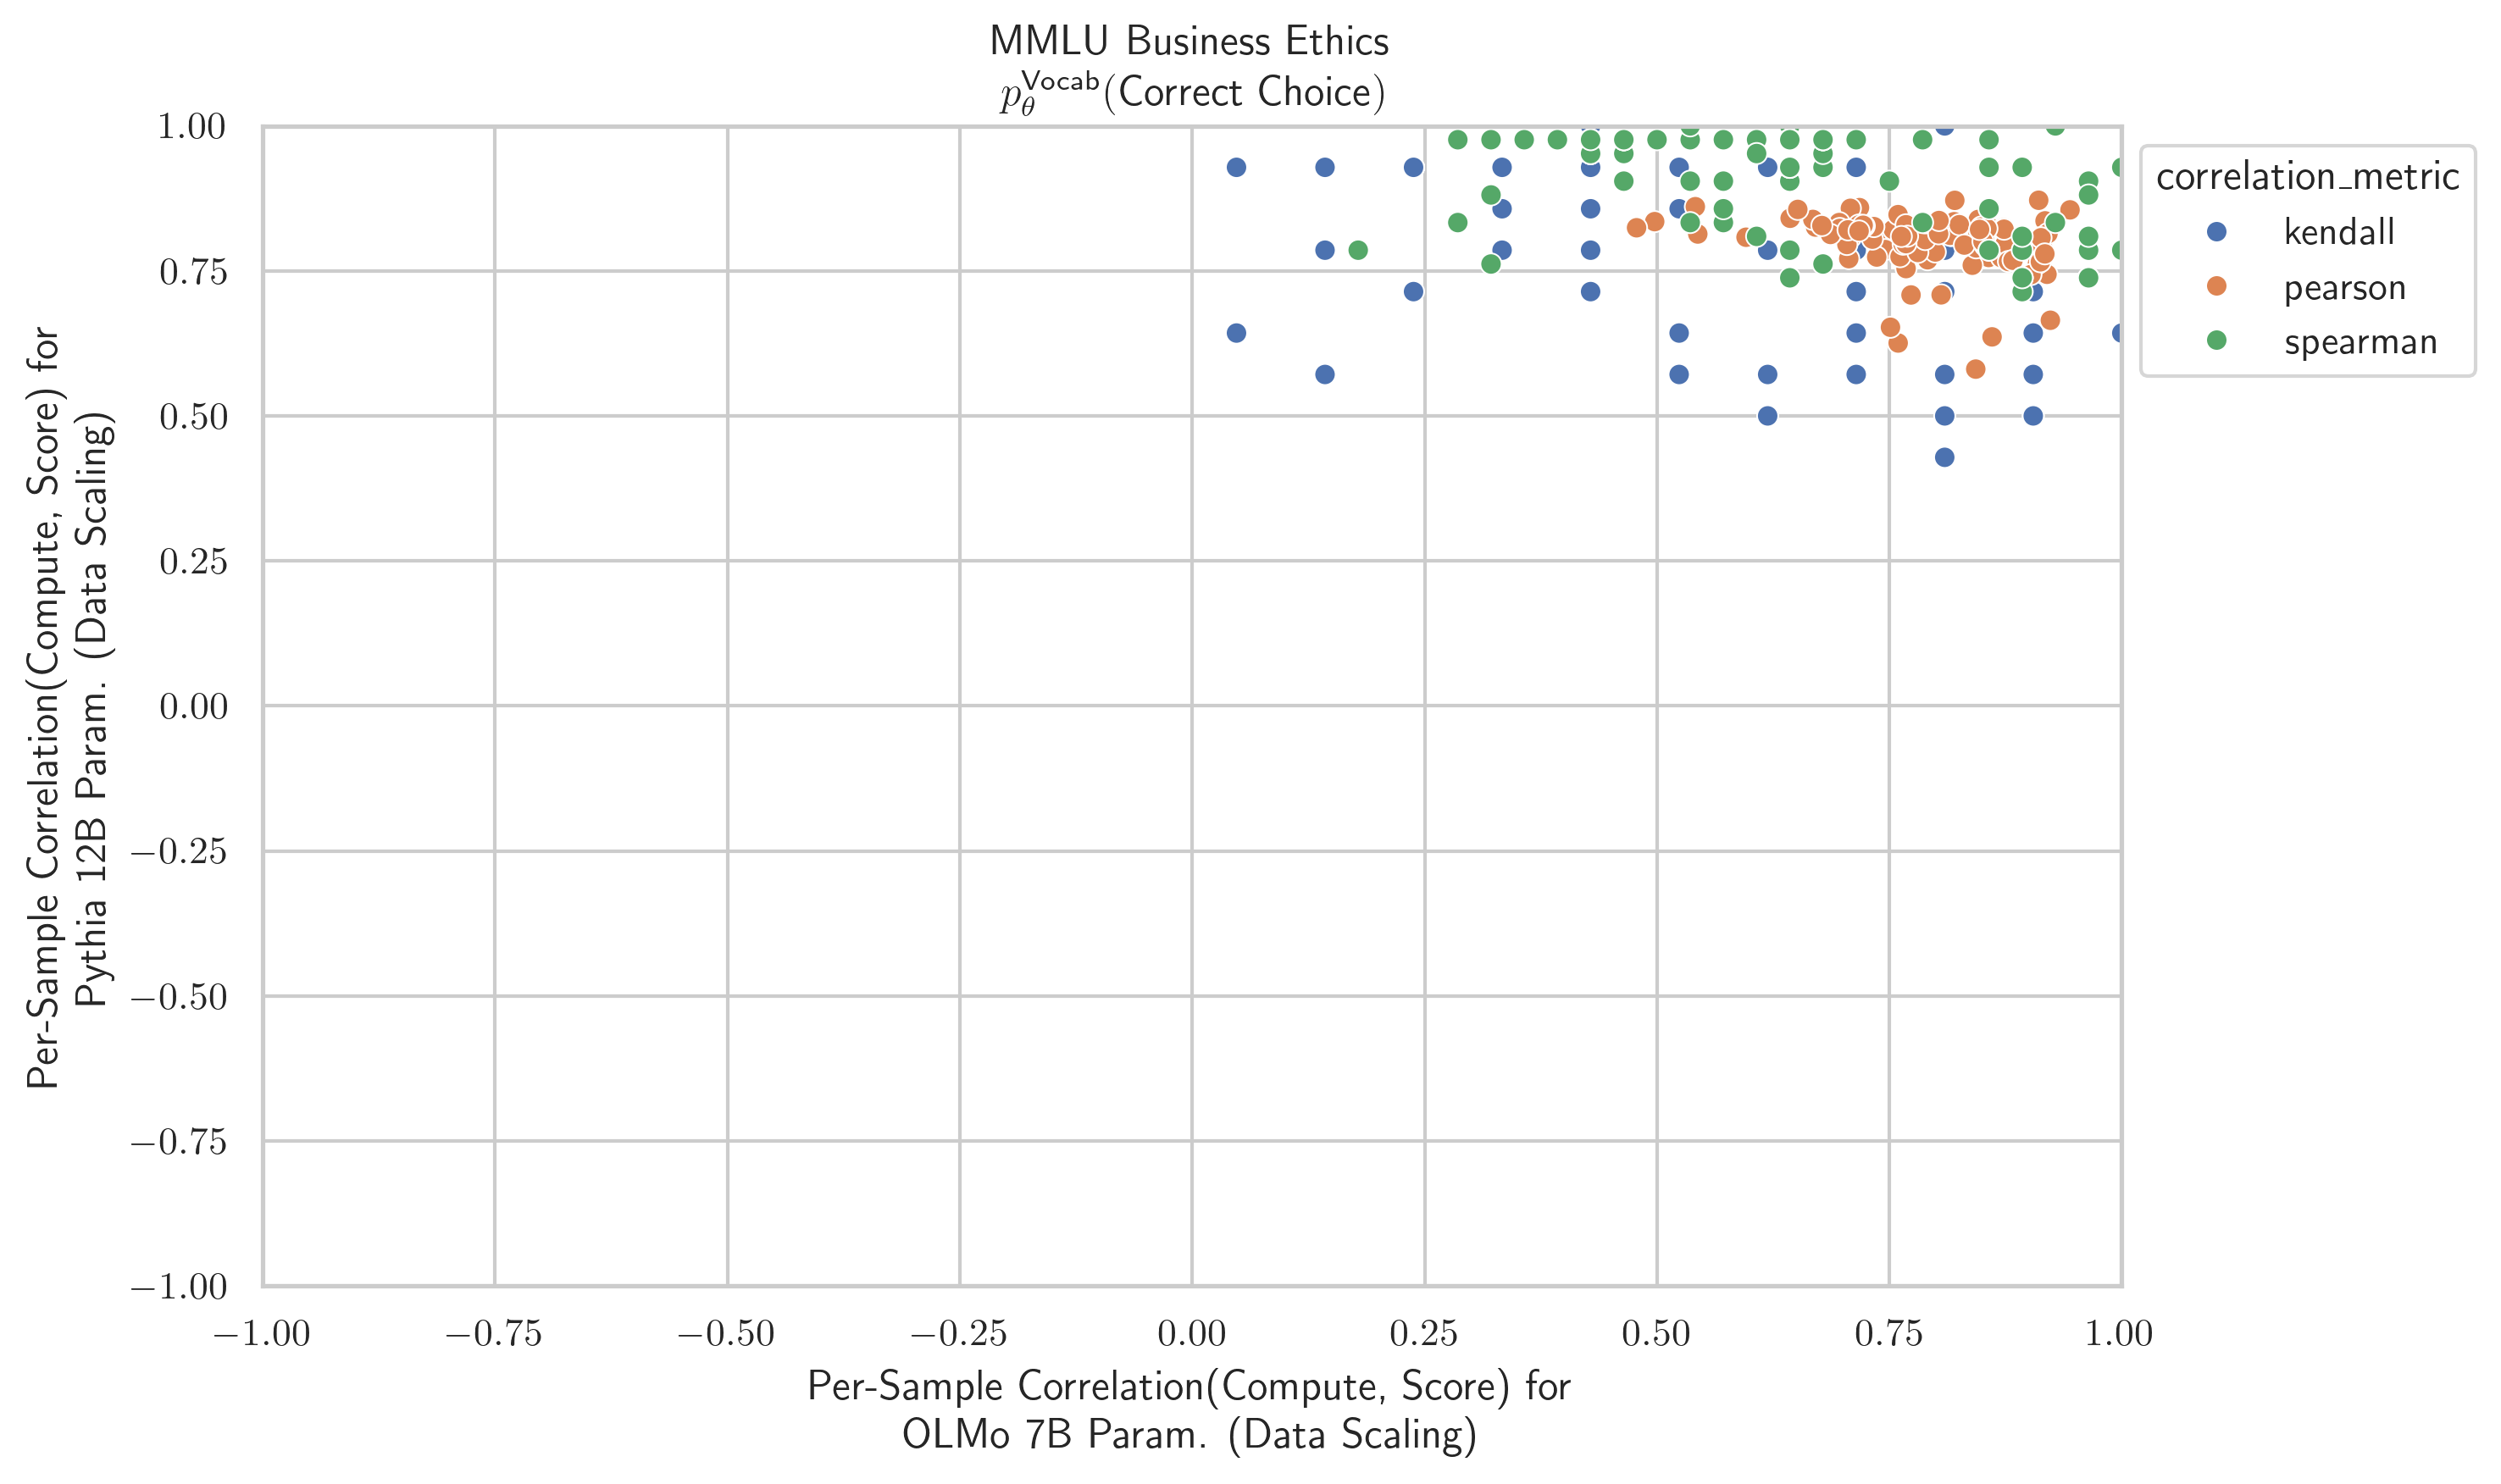 MMLU Business Ethics
p_θ^Vocab(Correct Choice)
1.00
0.75
0.50
0.25
0.00
−0.25
−0.50
−0.75
−1.00
Per-Sample Correlation(Compute, Score) for
Pythia 12B Param. (Data Scaling)
correlation_metric
kendall
pearson
spearman
−1.00 −0.75 −0.50 −0.25 0.00 0.25 0.50 0.75 1.00
Per-Sample Correlation(Compute, Score) for
OLMo 7B Param. (Data Scaling)